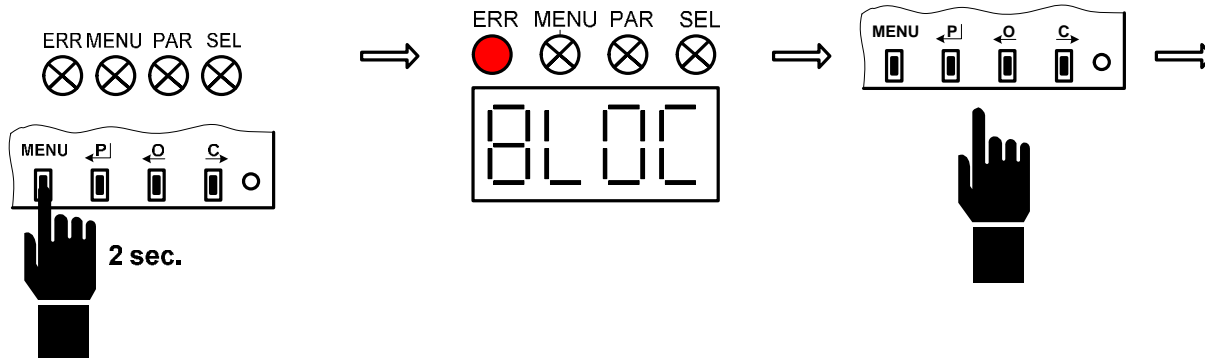 ERR MENU PAR SEL
MENU P O C
2 sec.
ERR MENU PAR SEL
BLOC
MENU P O C